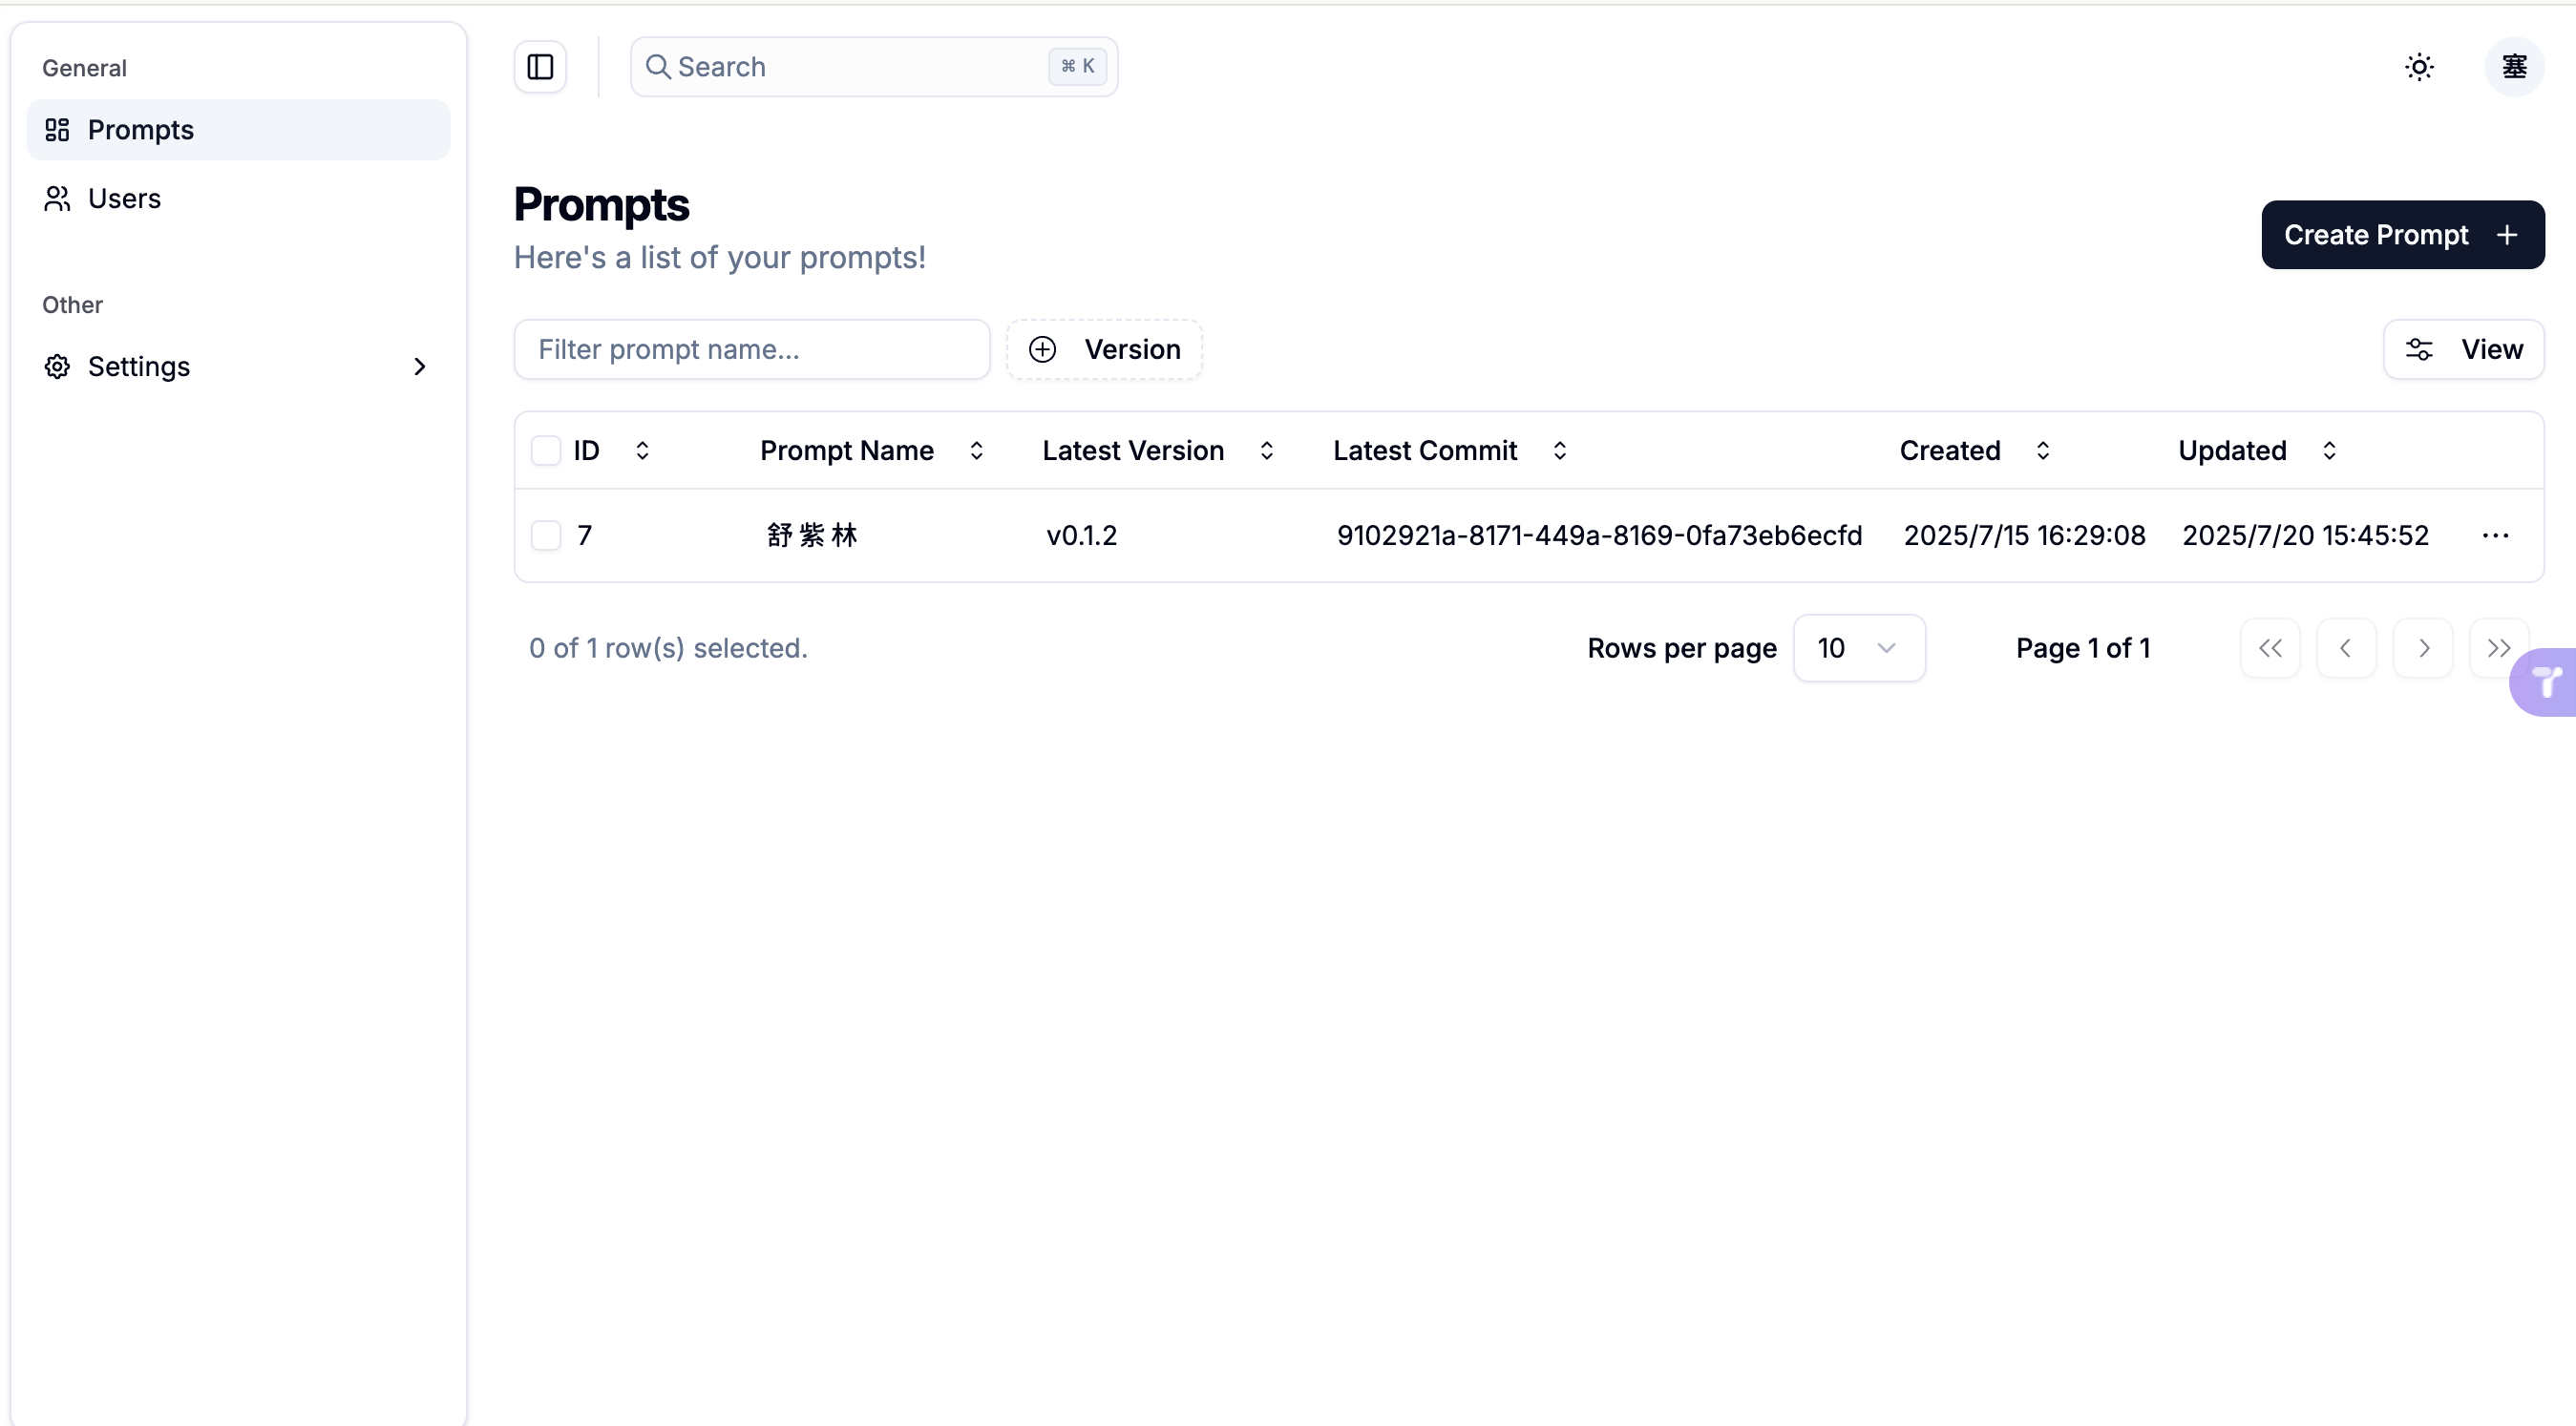 General
Prompts
Users
Other
Settings
Search
⌘ K
塞
Prompts
Here's a list of your prompts!
Create Prompt
Filter prompt name...
Version
View
ID Prompt Name Latest Version Latest Commit Created Updated
7 舒 紫 林 v0.1.2 9102921a-8171-449a-8169-0fa73eb6ecfd 2025/7/15 16:29:08 2025/7/20 15:45:52
0 of 1 row(s) selected.
Rows per page 10 Page 1 of 1